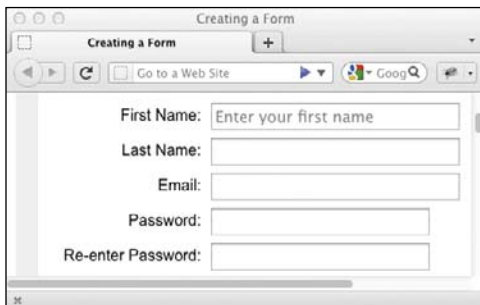 Creating a Form
Creating a Form
Go to a Web Site
Goog
First Name:
Enter your first name
Last Name:
Email:
Password:
Re-enter Password: